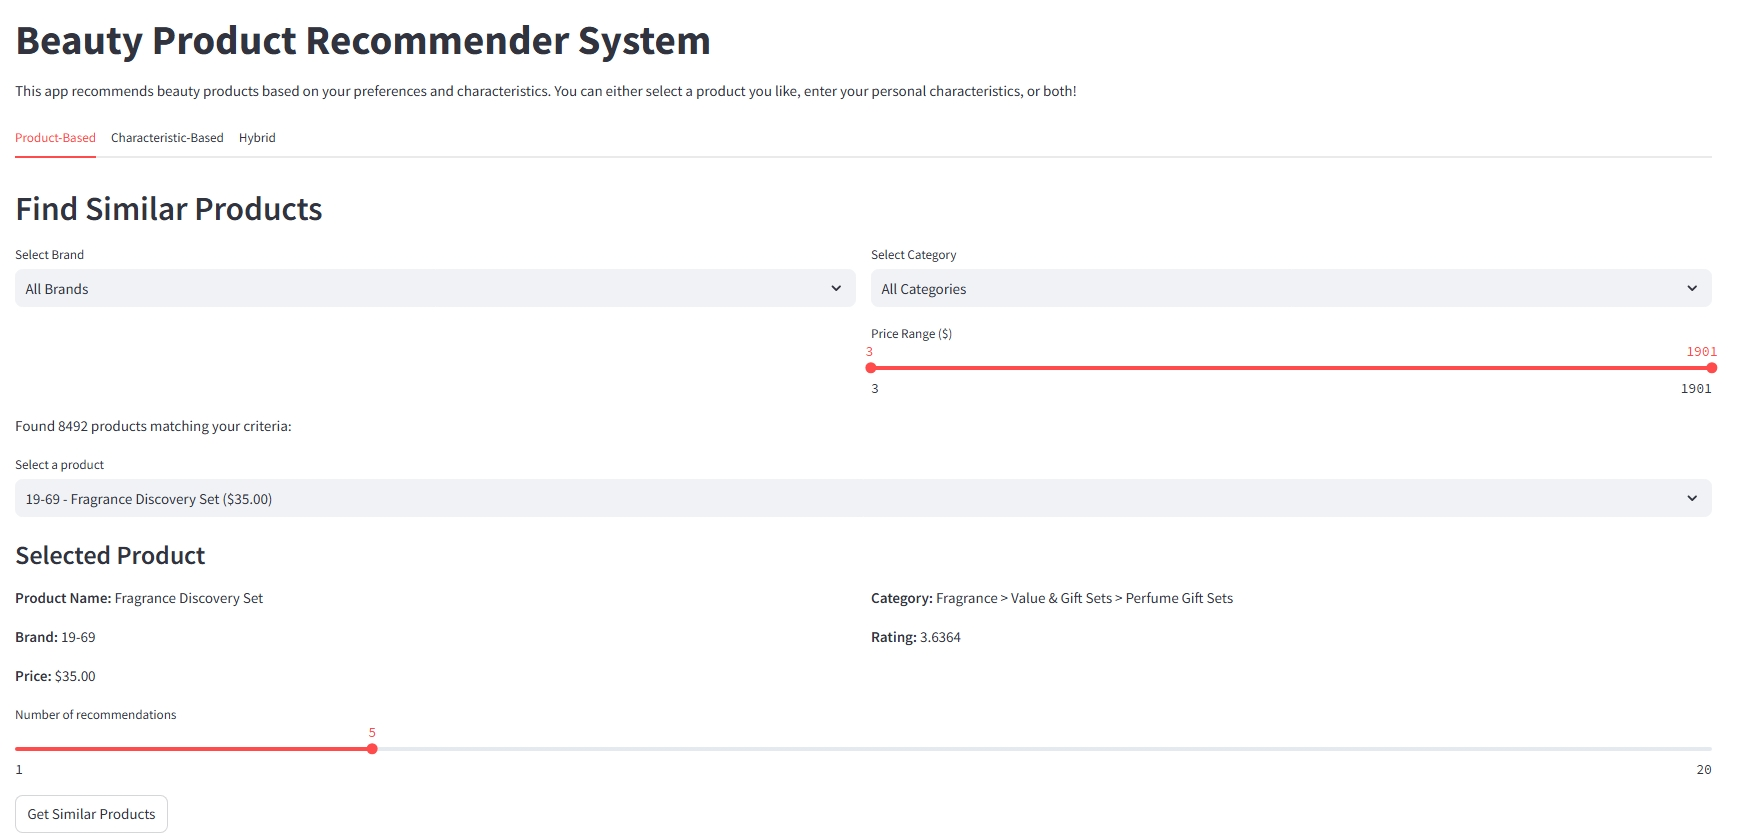 Beauty Product Recommender System
This app recommends beauty products based on your preferences and characteristics. You can either select a product you like, enter your personal characteristics, or both!
Product-Based Characteristic-Based Hybrid
Find Similar Products
Select Brand
All Brands
Select Category
All Categories
Price Range ($)
3 1901
3 1901
Found 8492 products matching your criteria:
Select a product
19-69 - Fragrance Discovery Set ($35.00)
Selected Product
Product Name: Fragrance Discovery Set
Brand: 19-69
Price: $35.00
Category: Fragrance > Value & Gift Sets > Perfume Gift Sets
Rating: 3.6364
Number of recommendations
5
1 20
Get Similar Products